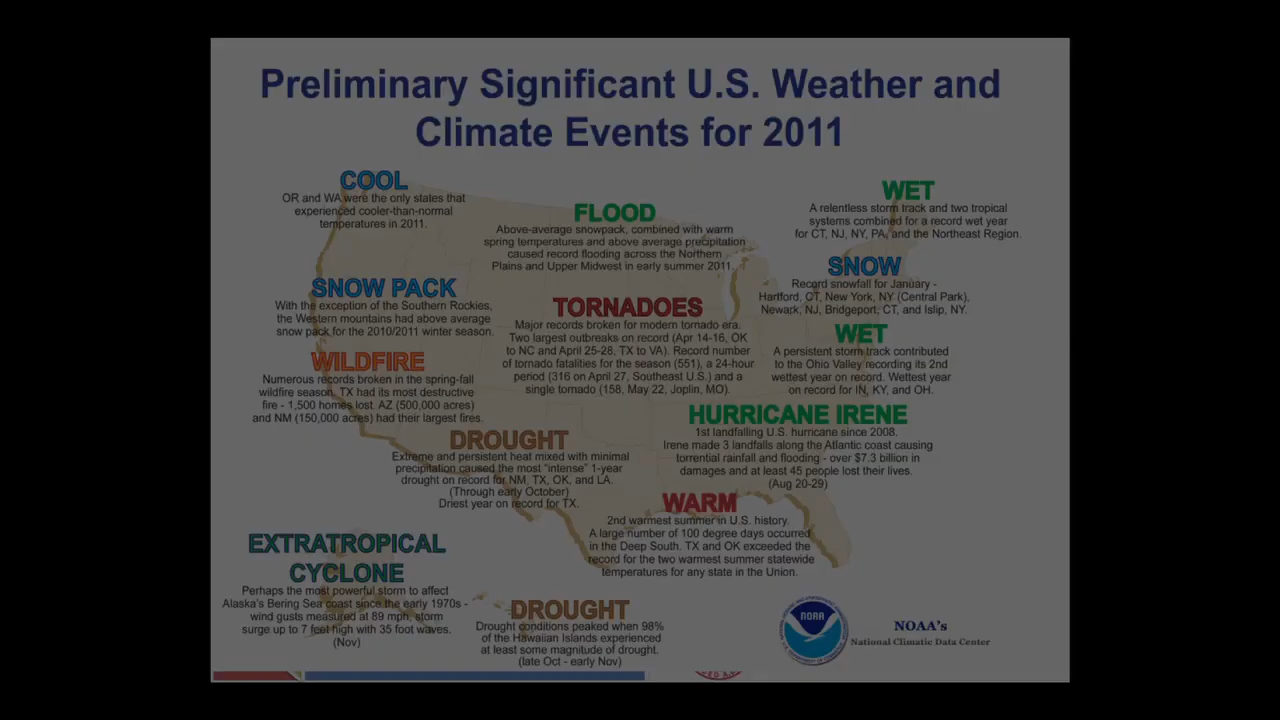 Preliminary Significant U.S. Weather and
Climate Events for 2011
COOL
OR and WA were the only states that
experienced cooler-than-normal
temperatures in 2011.
FLOOD
Above-average snowpack, combined with warm
spring temperatures and above average precipitation
caused record flooding across the Northern
Plains and Upper Midwest in early summer 2011.
WET
A relentless storm track and two tropical
systems combined for a record wet year
for CT, NJ, NY, PA, and the Northeast Region.
SNOW
Record snowfall for January -
Hartford, CT, New York, NY (Central Park),
Newark, NJ, Bridgeport, CT, and Islip, NY.
SNOW PACK
With the exception of the Southern Rockies,
the Western mountains had above average
snow pack for the 2010/2011 winter season.
TORNADOES
Major records broken for modern tornado era.
Two largest outbreaks on record (Apr 14-16, OK
to NC and April 25-28, TX to VA). Record number
of tornado fatalities for the season (551), a 24-hour
period (316 on April 27, Southeast U.S.) and a
single tornado (158, May 22, Joplin, MO).
WET
A persistent storm track contributed
to the Ohio Valley recording its 2nd
wettest year on record. Wettest year
on record for IN, KY, and OH.
WILDFIRE
Numerous records broken in the spring-fall
wildfire season. TX had its most destructive
fire - 1,500 homes lost. AZ (500,000 acres)
and NM (150,000 acres) had their largest fires.
HURRICANE IRENE
1st landfalling U.S. hurricane since 2008.
Irene made 3 landfalls along the Atlantic coast causing
torrential rainfall and flooding - over $7.3 billion in
damages and at least 45 people lost their lives.
(Aug 20-29)
DROUGHT
Extreme and persistent heat mixed with minimal
precipitation caused the most "intense" 1-year
drought on record for NM, TX, OK, and LA.
(Through early October)
Driest year on record for TX.
WARM
2nd warmest summer in U.S. history.
A large number of 100 degree days occurred
in the Deep South. TX and OK exceeded the
record for the two warmest summer statewide
temperatures for any state in the Union.
EXTRATROPICAL
CYCLONE
Perhaps the most powerful storm to affect
Alaska's Bering Sea coast since the early 1970s -
wind gusts measured at 89 mph, storm
surge up to 7 feet high with 35 foot waves.
(Nov)
DROUGHT
Drought conditions peaked when 98%
of the Hawaiian Islands experienced
at least some magnitude of drought.
(late Oct - early Nov)
NOAA
NOAA's
National Climatic Data Center